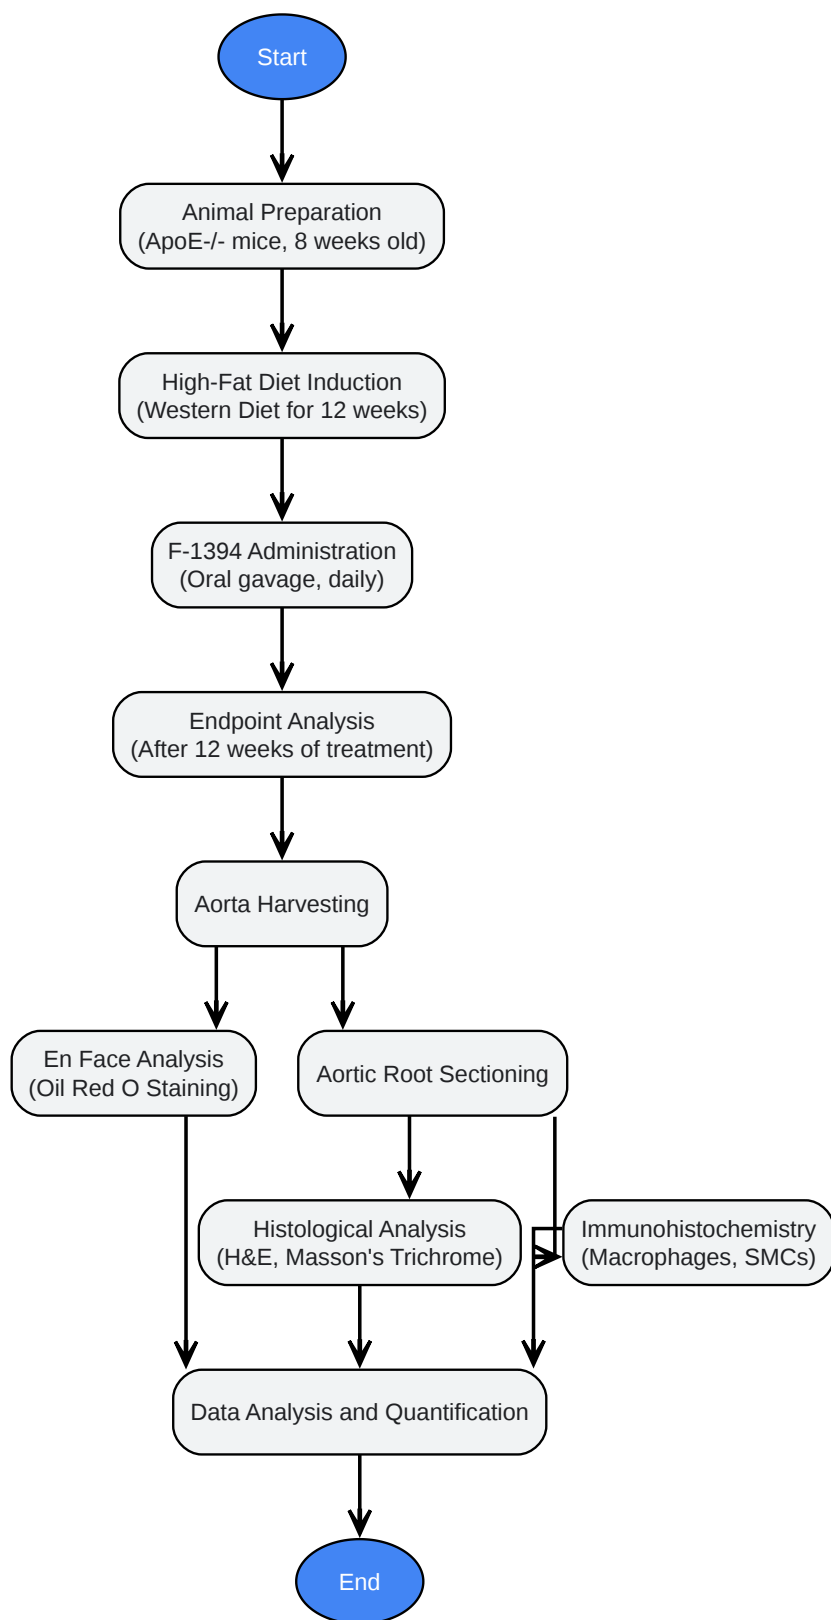 Start
Animal Preparation
(ApoE-/- mice, 8 weeks old)
High-Fat Diet Induction
(Western Diet for 12 weeks)
F-1394 Administration
(Oral gavage, daily)
Endpoint Analysis
(After 12 weeks of treatment)
Aorta Harvesting
En Face Analysis
(Oil Red O Staining)
Aortic Root Sectioning
Histological Analysis
(H&E, Masson's Trichrome)
Immunohistochemistry
(Macrophages, SMCs)
Data Analysis and Quantification
End